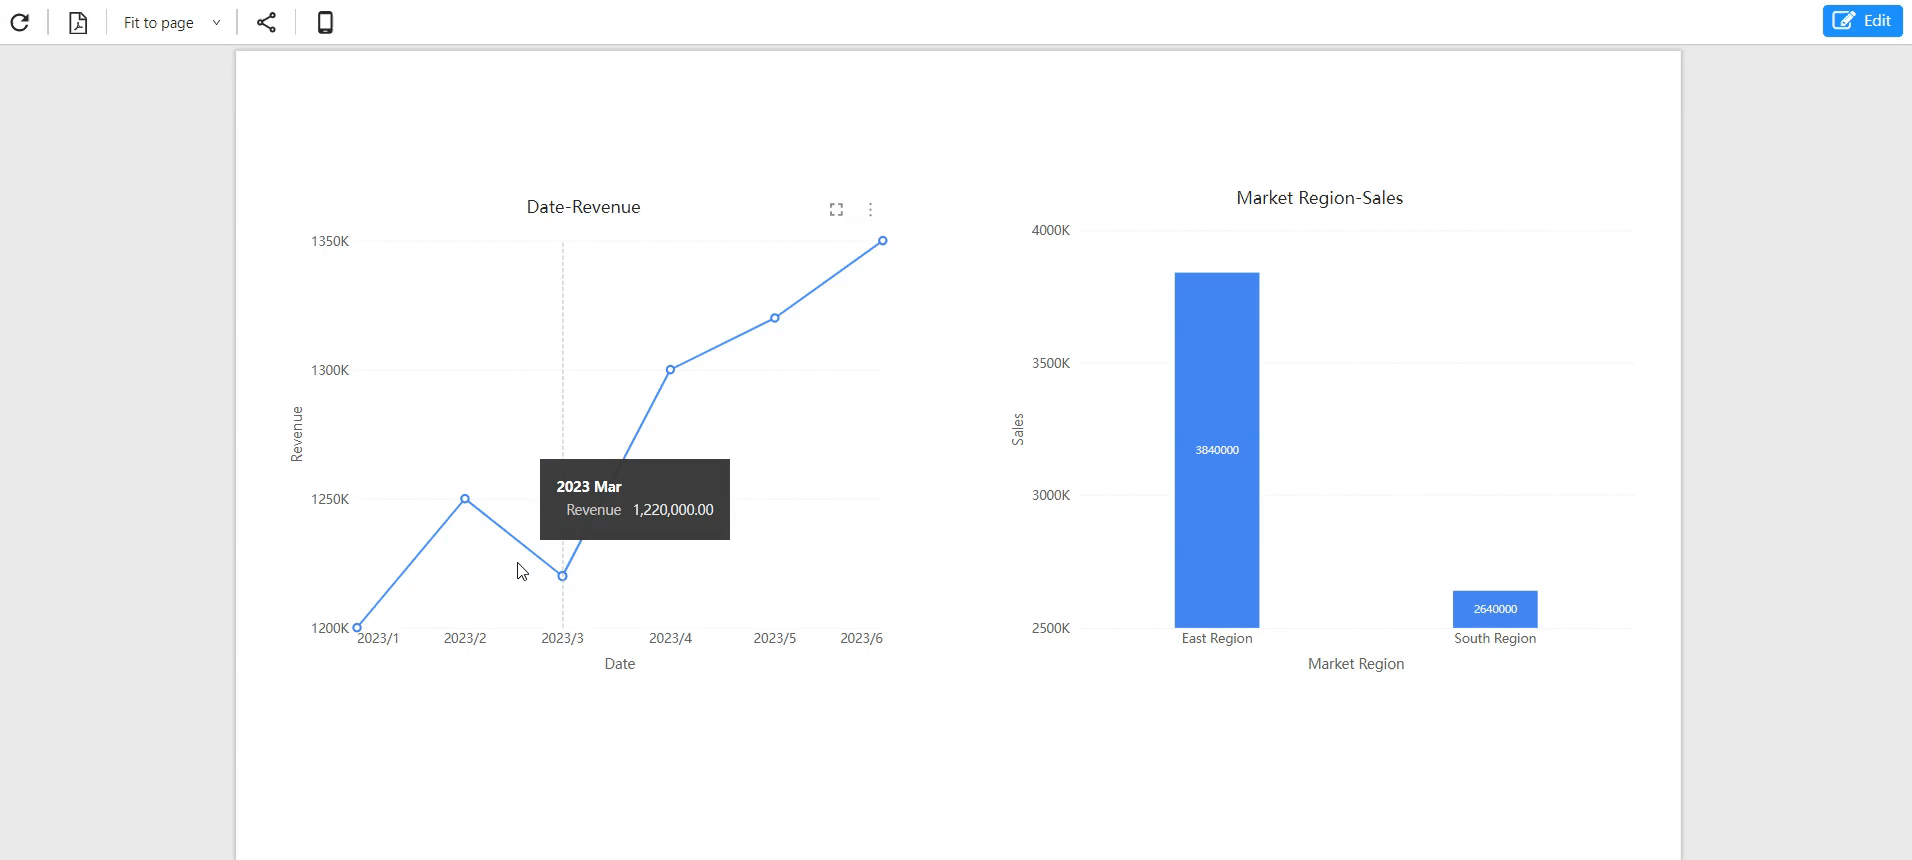 Fit to page
Edit
Date-Revenue
1350K
1300K
1250K
1200K
Revenue
2023 Mar
Revenue 1,220,000.00
2023/1 2023/2 2023/3 2023/4 2023/5 2023/6
Date
Market Region-Sales
4000K
3500K
3000K
2500K
Sales
3840000
2640000
East Region South Region
Market Region